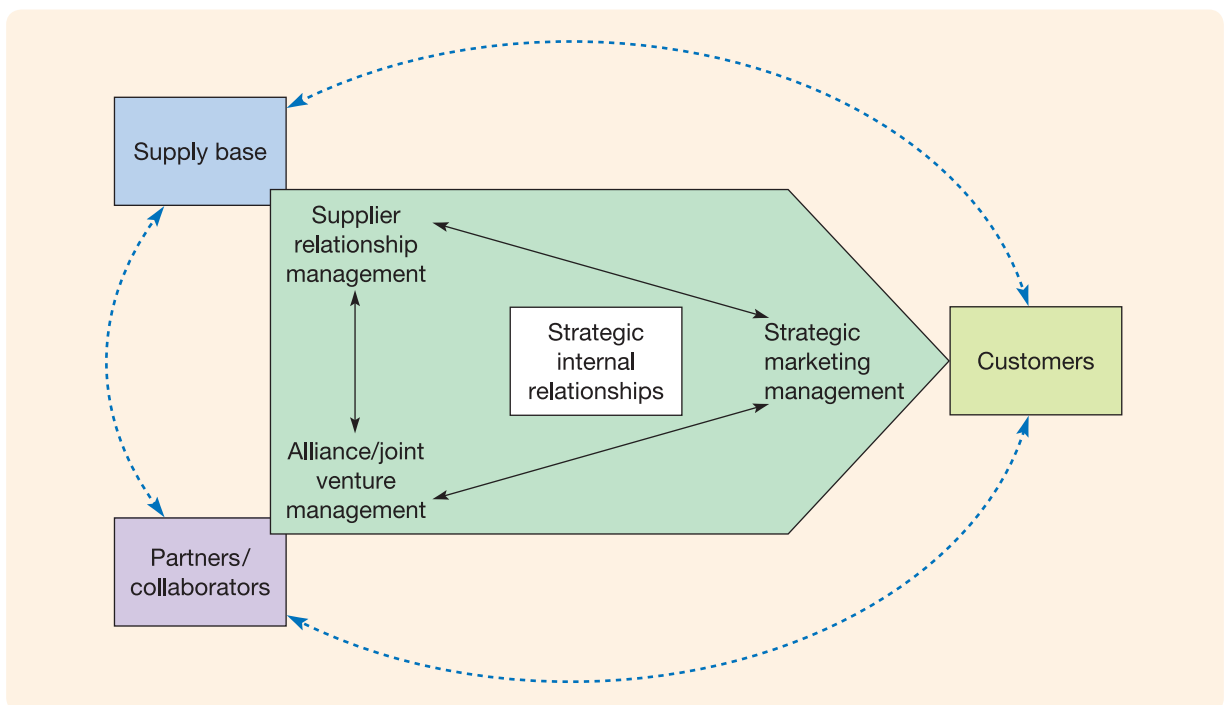 Supply base
Supplier
relationship
management
Strategic
internal
relationships
Strategic
marketing
management
Customers
Alliance/joint
venture
management
Partners/
collaborators